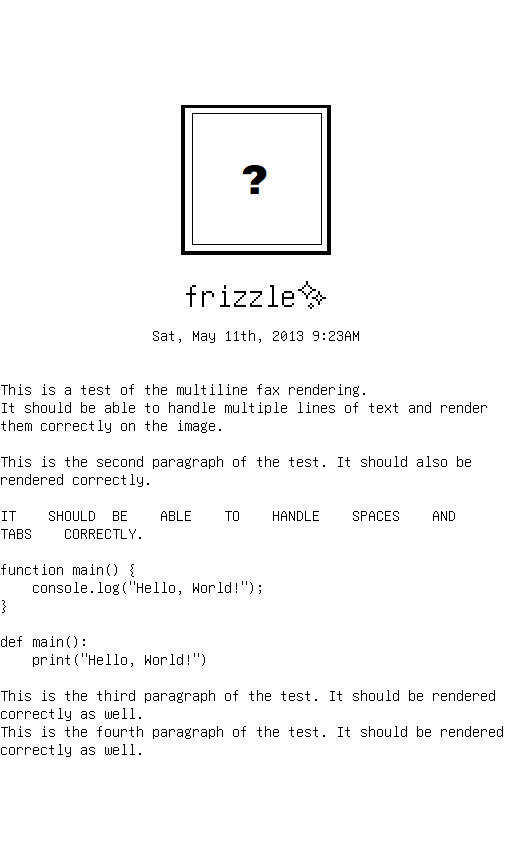 ?
frizzle✨
Sat, May 11th, 2013 9:23AM
This is a test of the multiline fax rendering.
It should be able to handle multiple lines of text and render
them correctly on the image.
This is the second paragraph of the test. It should also be
rendered correctly.
IT    SHOULD  BE    ABLE    TO    HANDLE    SPACES    AND
TABS    CORRECTLY.
function main() {
    console.log("Hello, World!");
}
def main():
    print("Hello, World!")
This is the third paragraph of the test. It should be rendered
correctly as well.
This is the fourth paragraph of the test. It should be rendered
correctly as well.